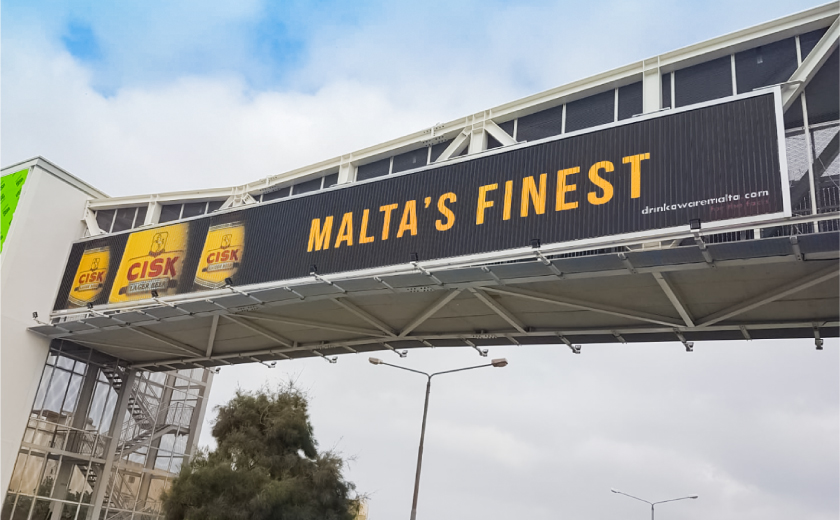 CISK
CISK
LAGER BEER
CISK
MALTA'S FINEST
drinkawaremalta.com